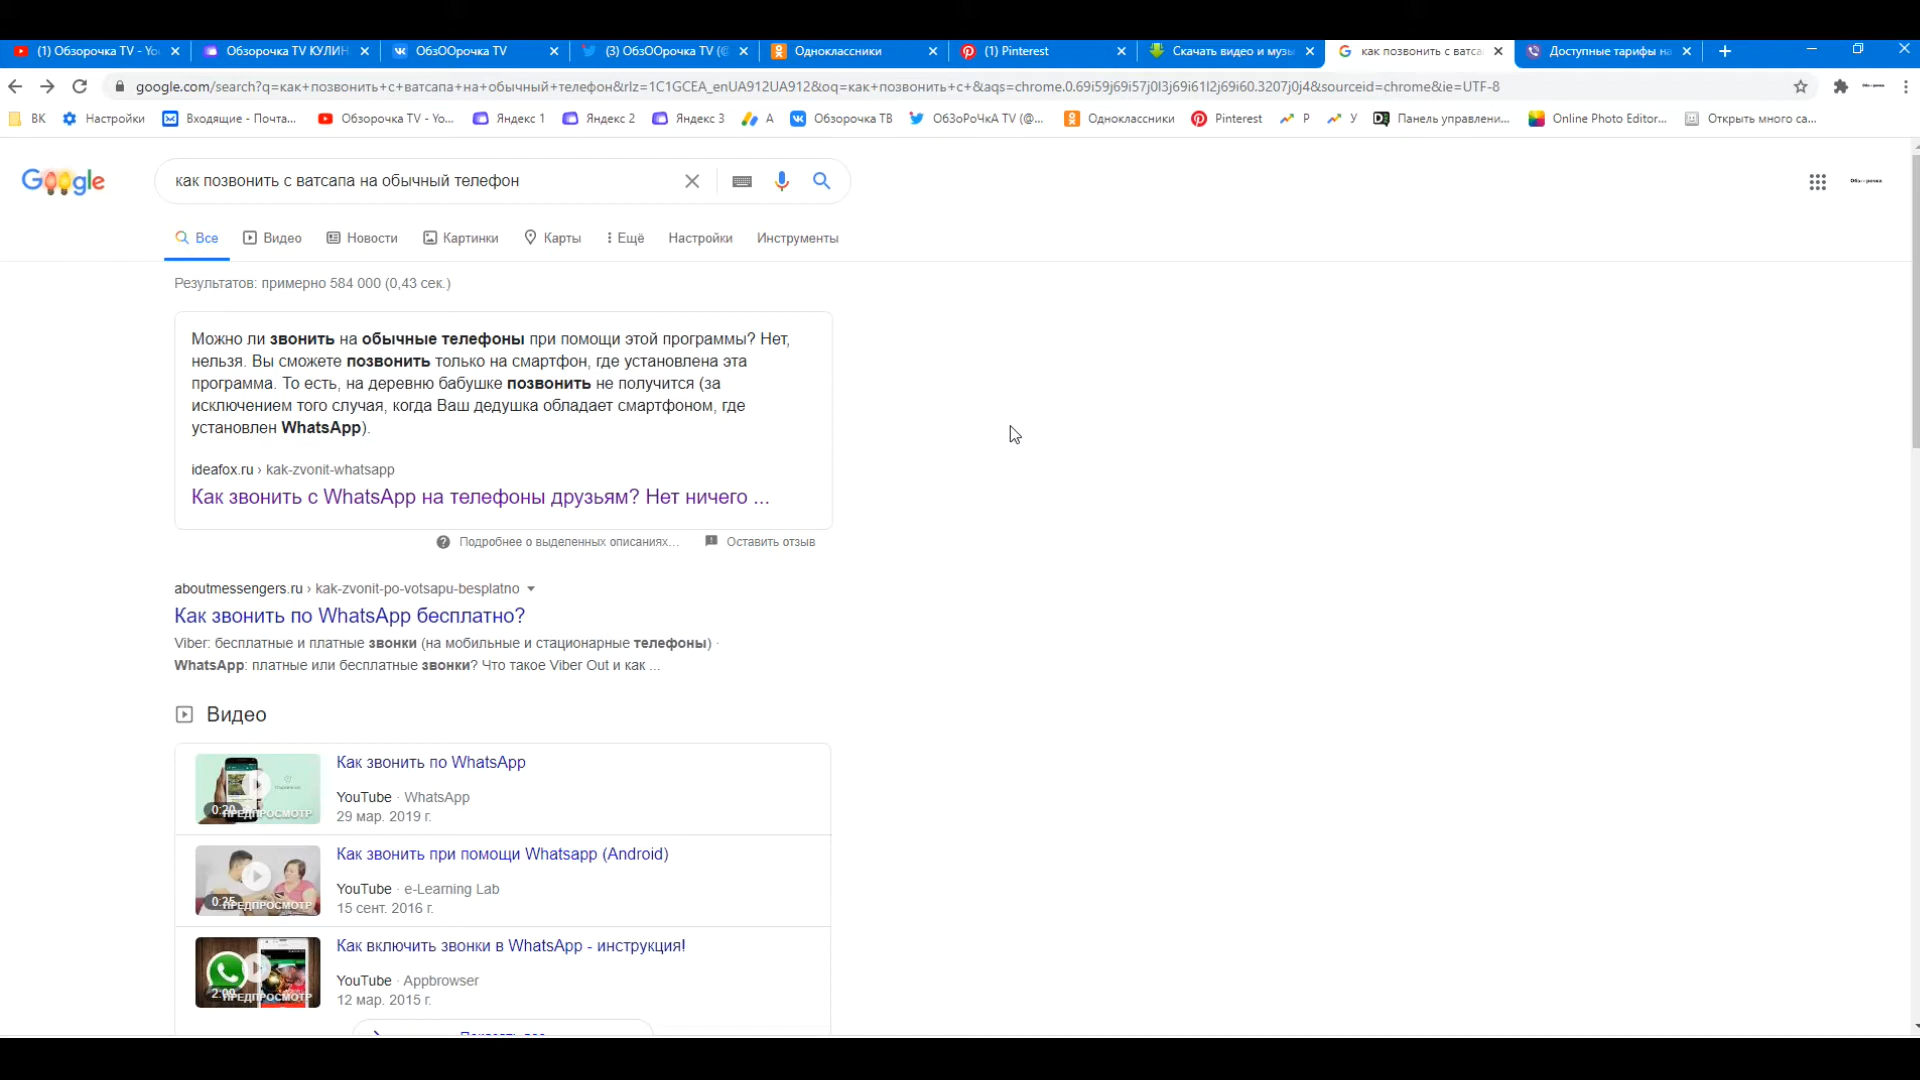 (1) Обзорочка TV - Yo
Обзорочка TV КУЛИН
ОбзООрочка TV
(3) ОбзООрочка TV (@
Одноклассники
(1) Pinterest
Скачать видео и музы
как позвонить с ватса
Доступные тарифы на
google.com/search?q=как+позвонить+с+ватсапа+на+обычный+телефон&rlz=1C1GCEA_enUA912UA912&oq=как+позвонить+с+&aqs=chrome.0.69i59j69i57j0l3j69i61l2j69i60.3207j0j4&sourceid=chrome&ie=UTF-8
ВК
Настройки
Входящие - Почта...
Обзорочка TV - Yo...
Яндекс 1
Яндекс 2
Яндекс 3
А
Обзорочка ТВ
ОбЗоРоЧкА TV (@...
Одноклассники
Pinterest
Р
У
Панель управлени...
Online Photo Editor...
Открыть много са...
Google
как позвонить с ватсапа на обычный телефон
Все
Видео
Новости
Картинки
Карты
Ещё
Настройки
Инструменты
Результатов: примерно 584 000 (0,43 сек.)
Можно ли звонить на обычные телефоны при помощи этой программы? Нет,
нельзя. Вы сможете позвонить только на смартфон, где установлена эта
программа. То есть, на деревню бабушке позвонить не получится (за
исключением того случая, когда Ваш дедушка обладает смартфоном, где
установлен WhatsApp).
ideafox.ru › kak-zvonit-whatsapp
Как звонить с WhatsApp на телефоны друзьям? Нет ничего ...
Подробнее о выделенных описаниях...
Оставить отзыв
aboutmessengers.ru › kak-zvonit-po-votsapu-besplatno
Как звонить по WhatsApp бесплатно?
Viber: бесплатные и платные звонки (на мобильные и стационарные телефоны) ·
WhatsApp: платные или бесплатные звонки? Что такое Viber Out и как ...
Видео
Как звонить по WhatsApp
YouTube · WhatsApp
29 мар. 2019 г.
0:20
ПРЕДПРОСМОТР
Как звонить при помощи Whatsapp (Android)
YouTube · e-Learning Lab
15 сент. 2016 г.
0:25
ПРЕДПРОСМОТР
Как включить звонки в WhatsApp - инструкция!
YouTube · Appbrowser
12 мар. 2015 г.
2:09
ПРЕДПРОСМОТР